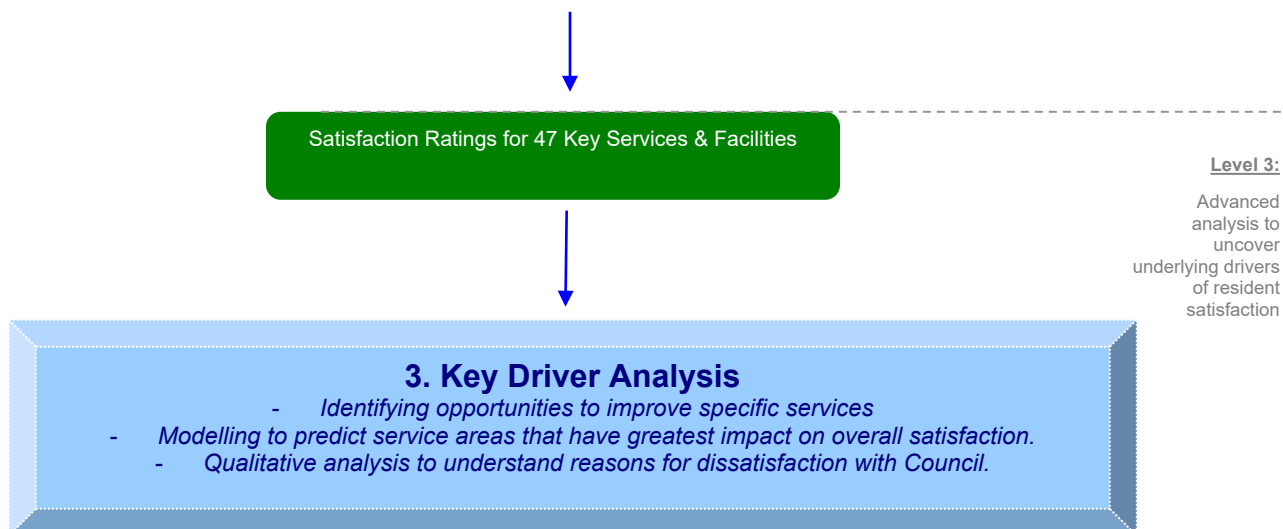 Satisfaction Ratings for 47 Key Services & Facilities
Level 3:
Advanced
analysis to
uncover
underlying drivers
of resident
satisfaction
3. Key Driver Analysis
- Identifying opportunities to improve specific services
- Modelling to predict service areas that have greatest impact on overall satisfaction.
- Qualitative analysis to understand reasons for dissatisfaction with Council.